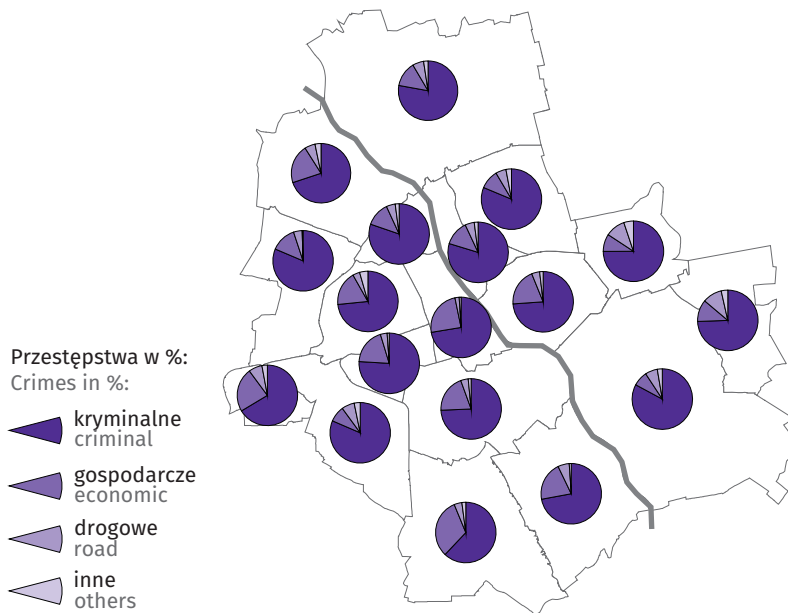 Przestępstwa w %:
Crimes in %:
kryminalne
criminal
gospodarcze
economic
drogowe
road
inne
others